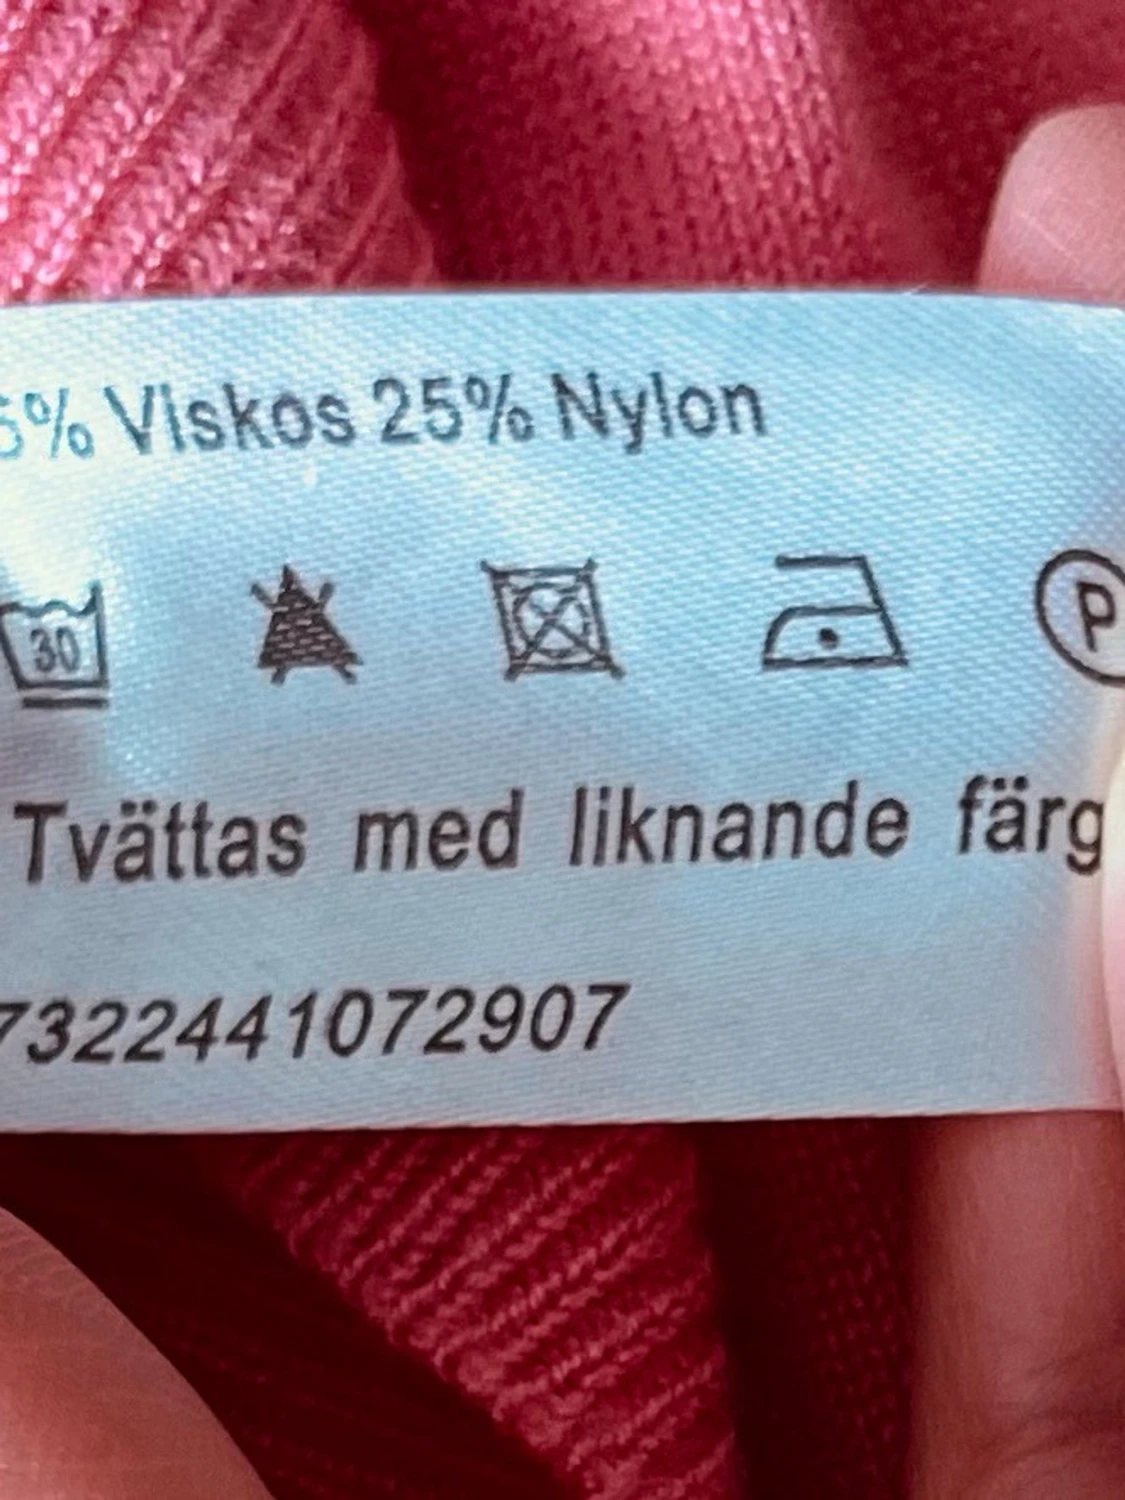 5% Viskos 25% Nylon
30 P
Tvättas med liknande färg
7322441072907